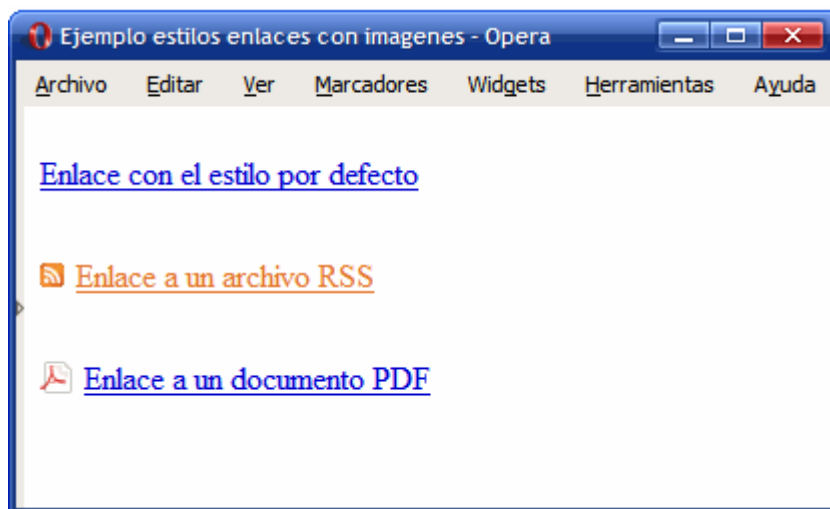 Ejemplo estilos enlaces con imagenes - Opera
Archivo Editar Ver Marcadores Widgets Herramientas Ayuda
Enlace con el estilo por defecto
Enlace a un archivo RSS
Enlace a un documento PDF